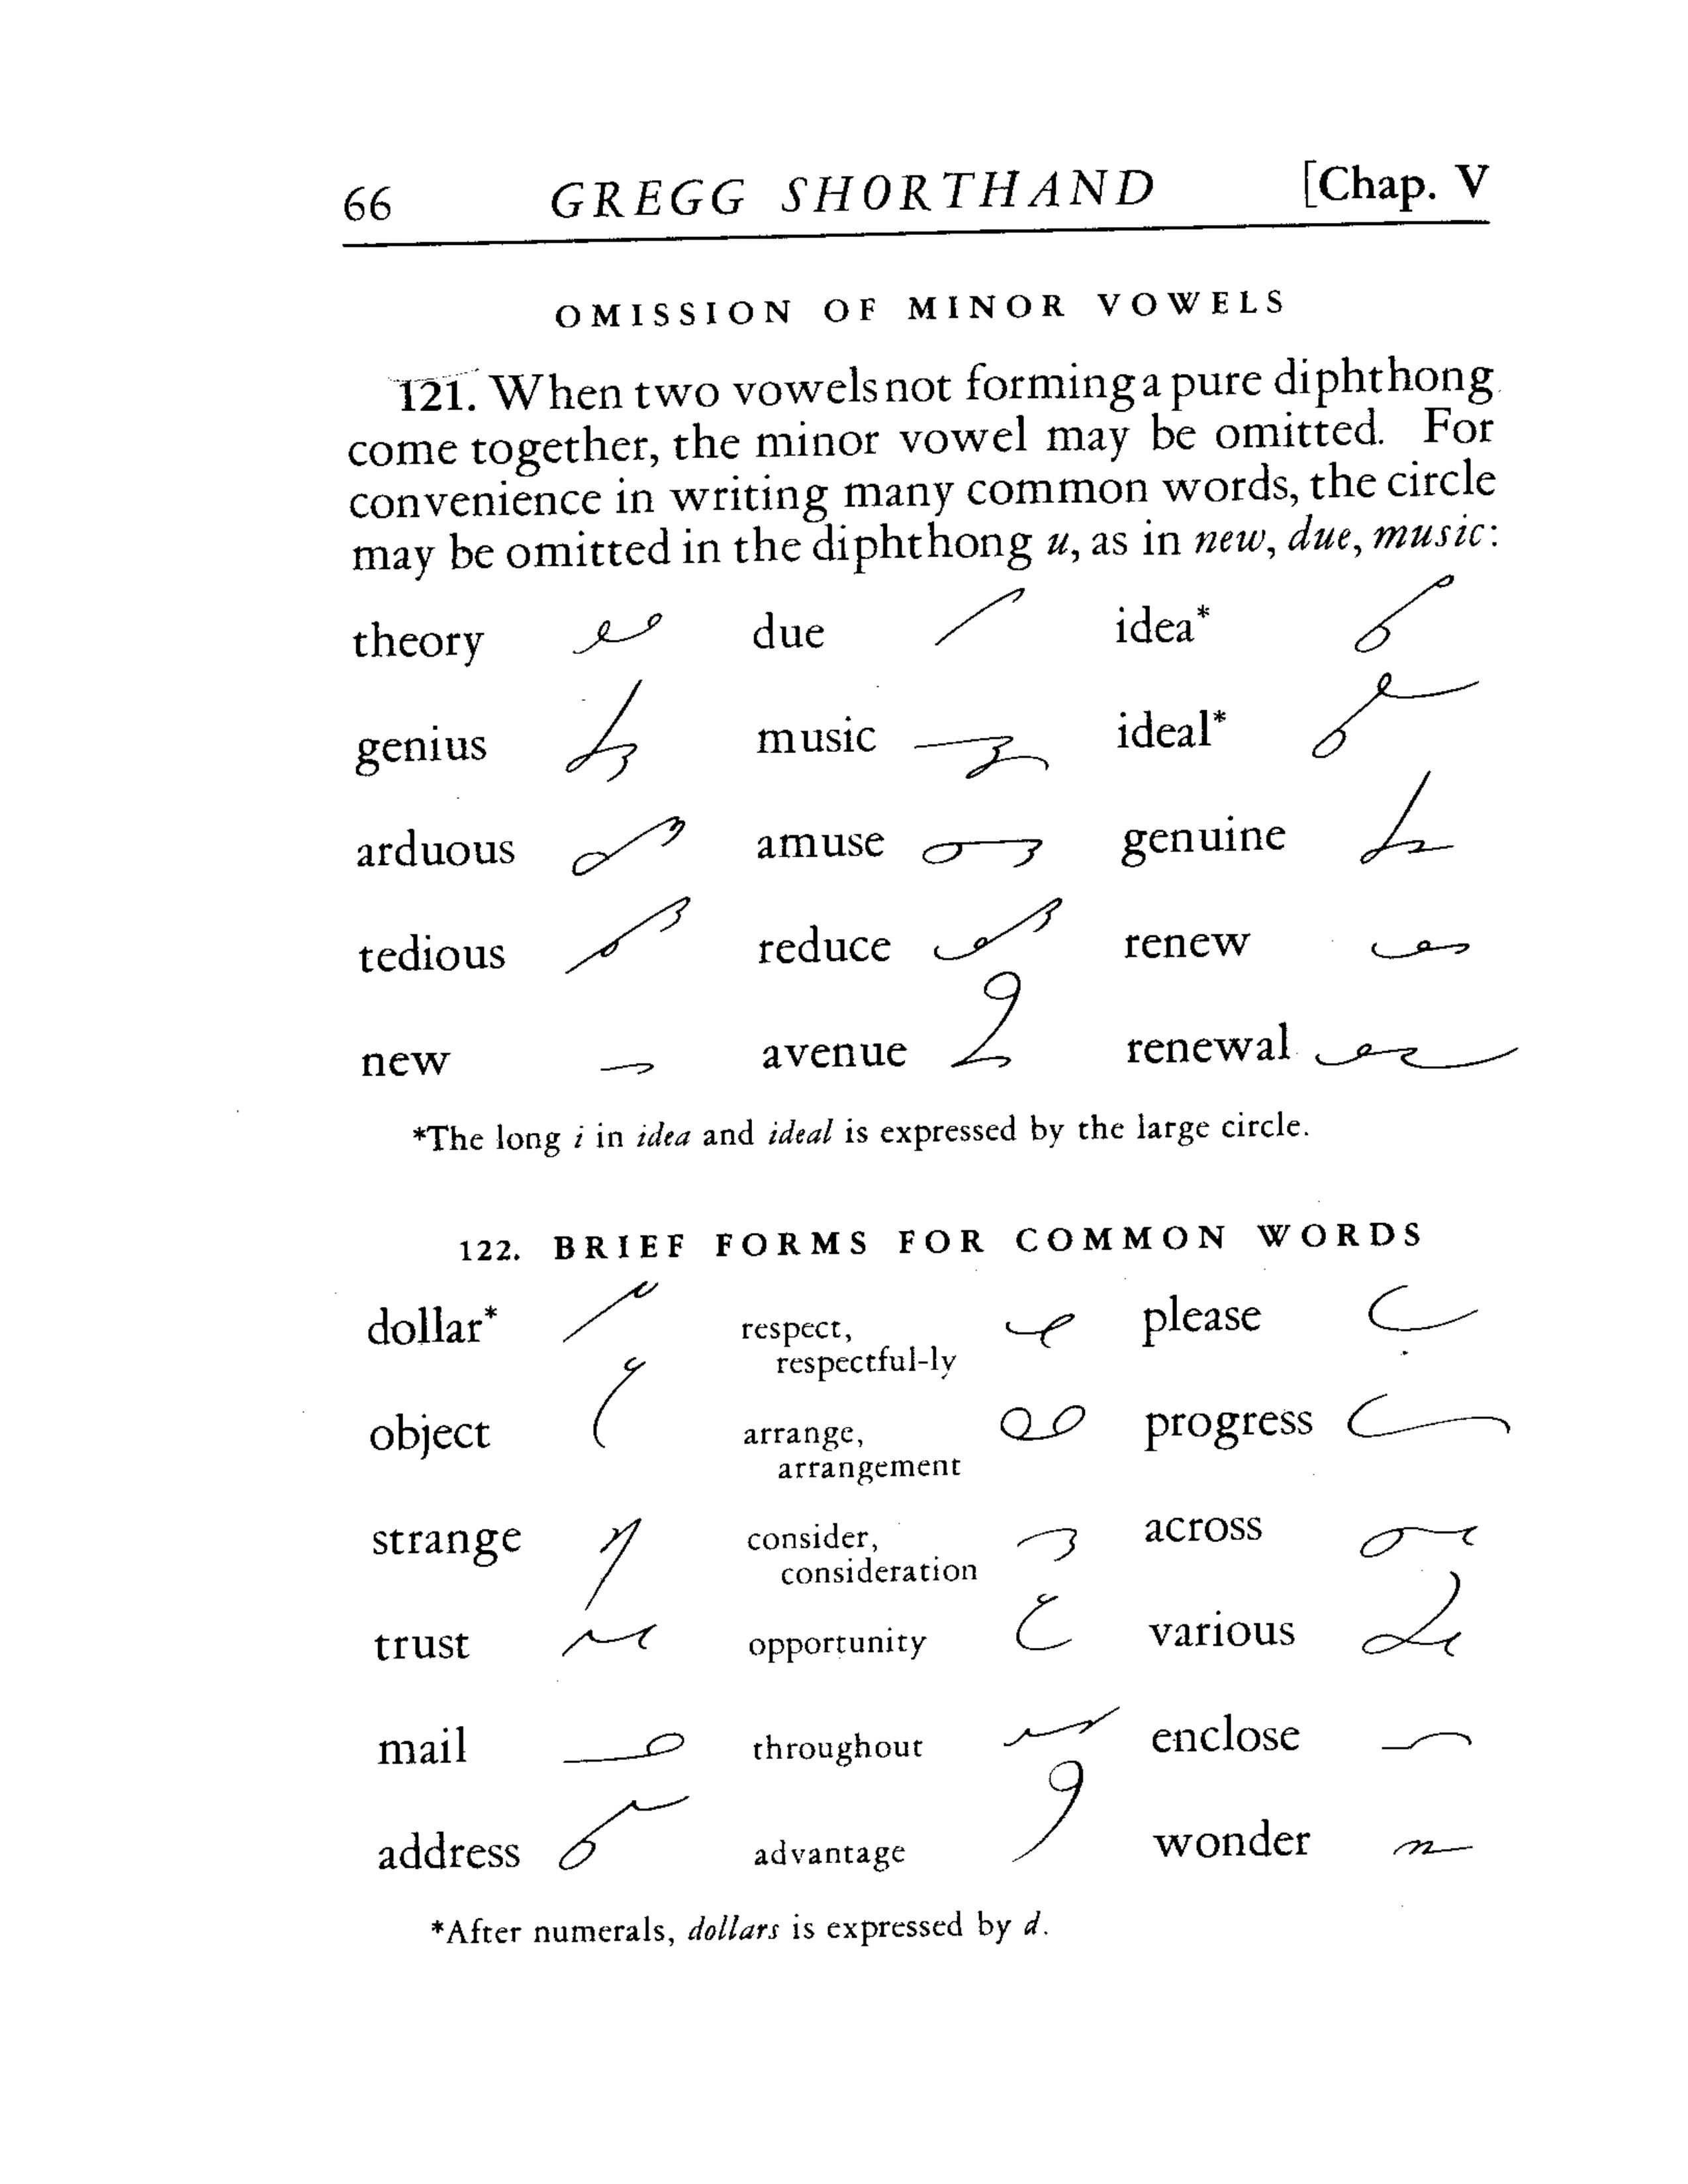 66 GREGG SHORTHAND [Chap. V
OMISSION OF MINOR VOWELS
121. When two vowels not forming a pure diphthong
come together, the minor vowel may be omitted. For
convenience in writing many common words, the circle
may be omitted in the diphthong u, as in new, due, music:
theory due idea*
genius music ideal*
arduous amuse genuine
tedious reduce renew
new avenue renewal
*The long i in idea and ideal is expressed by the large circle.
122. BRIEF FORMS FOR COMMON WORDS
dollar* respect, please
respectful-ly
object arrange, progress
arrangement
strange consider, across
consideration
trust opportunity various
mail throughout enclose
address advantage wonder
*After numerals, dollars is expressed by d.